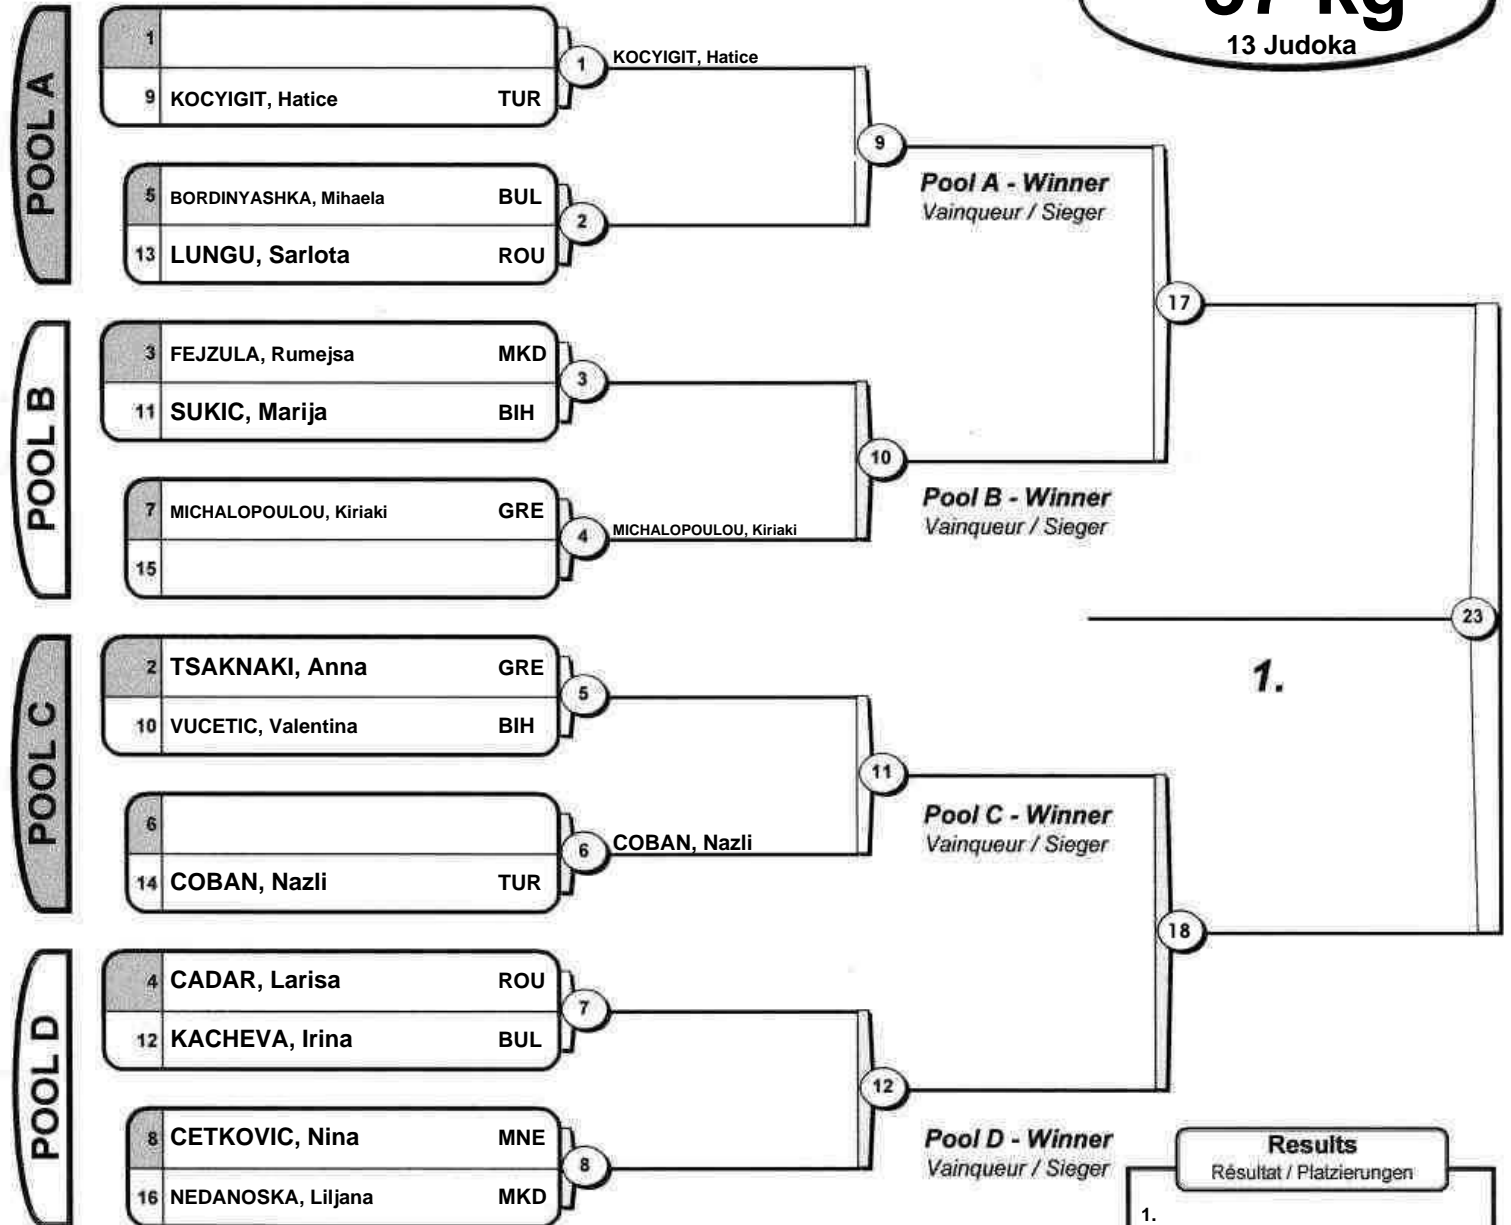 57 kg
13 Judoka
POOL A
1
9 KOCYIGIT, Hatice TUR
1 KOCYIGIT, Hatice
5 BORDINYASHKA, Mihaela BUL
13 LUNGU, Sarlota ROU
2
9
Pool A - Winner
Vainqueur / Sieger
POOL B
3 FEJZULA, Rumejsa MKD
11 SUKIC, Marija BIH
3
7 MICHALOPOULOU, Kiriaki GRE
15
4 MICHALOPOULOU, Kiriaki
10
Pool B - Winner
Vainqueur / Sieger
17
POOL C
2 TSAKNAKI, Anna GRE
10 VUCETIC, Valentina BIH
5
6
14 COBAN, Nazli TUR
6 COBAN, Nazli
11
Pool C - Winner
Vainqueur / Sieger
23
1.
POOL D
4 CADAR, Larisa ROU
12 KACHEVA, Irina BUL
7
8 CETKOVIC, Nina MNE
16 NEDANOSKA, Liljana MKD
8
12
Pool D - Winner
Vainqueur / Sieger
18
Results
Résultat / Platzierungen
1.